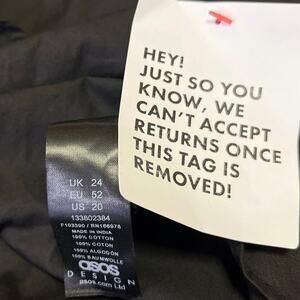 HEY!
JUST SO YOU
KNOW, WE
CAN'T ACCEPT
RETURNS ONCE
THIS TAG IS
REMOVED!
UK 24
EU 52
US 20
133802384
F103390 / RN166978
MADE IN INDIA
100% COTTON
100% COTON
100% ALGODÓN
100% BAUMWOLLE
asos
DESIGN
asos.com Ltd